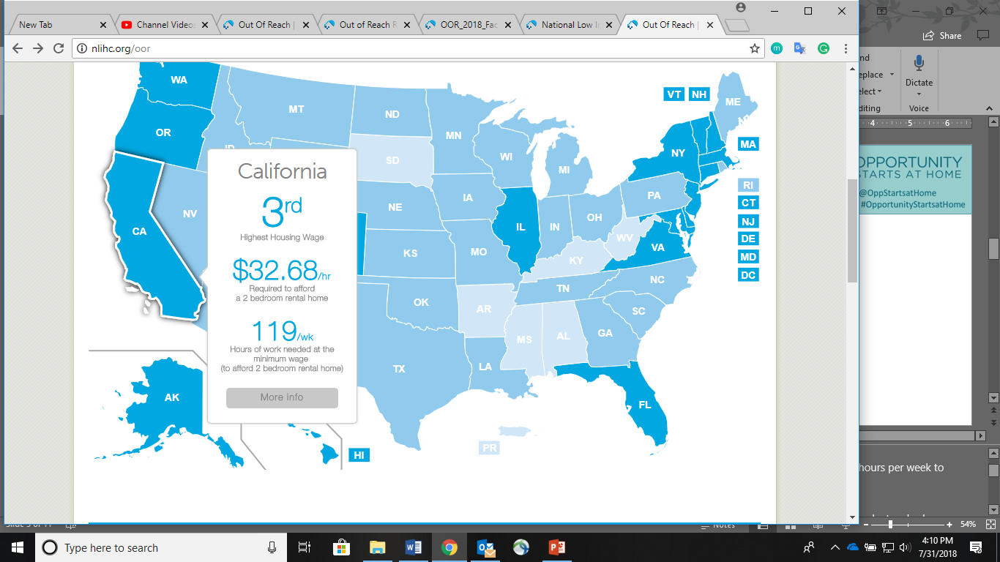 New Tab
Channel Videos
Out Of Reach |
Out of Reach R
OOR_2018_Fac
National Low I
Out Of Reach |
nlihc.org/oor
Share
nd
eplace
elect
diting
Dictate
Voice
4 5 6
OPPORTUNITY
STARTS AT HOME
@OppStartsatHome
#OpportunityStartsatHome
WA
MT
ND
VT NH
ME
OR
ID
MN
SD
WI
MI
NY
MA
CA
NV
NE
IA
IL
IN
OH
PA
RI
CT
NJ
DE
MD
DC
KS
MO
KY
WV
VA
OK
AR
TN
NC
SC
TX
LA
MS
AL
GA
FL
AK
HI
PR
California
3rd
Highest Housing Wage
$32.68/hr
Required to afford
a 2 bedroom rental home
119/wk
Hours of work needed at the
minimum wage
(to afford 2 bedroom rental home)
More info
hours per week to
Notes
54%
Type here to search
4:10 PM
7/31/2018